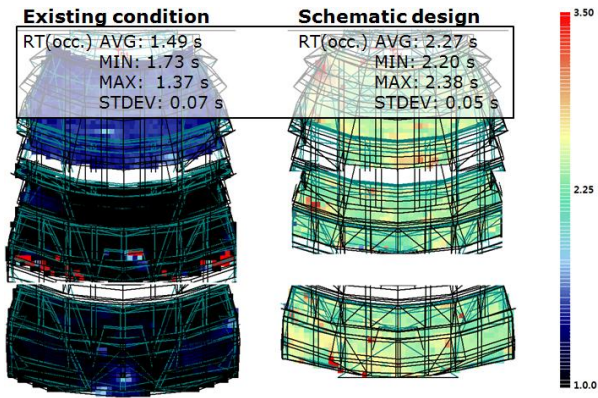 Existing condition
RT(occ.) AVG: 1.49 s
MIN: 1.73 s
MAX: 1.37 s
STDEV: 0.07 s
Schematic design
RT(occ.) AVG: 2.27 s
MIN: 2.20 s
MAX: 2.38 s
STDEV: 0.05 s
3.50
2.25
1.0.0